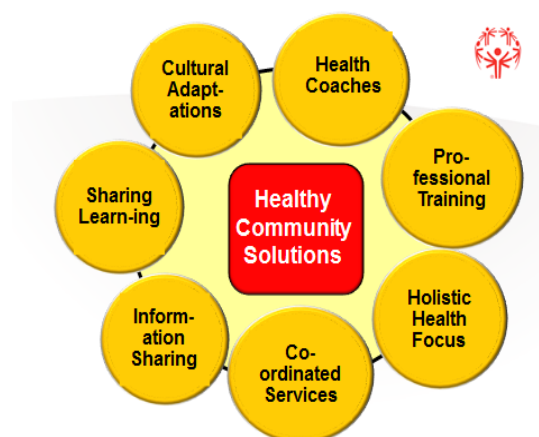 Cultural
Adapt-
ations
Health
Coaches
Pro-
fessional
Training
Sharing
Learn-ing
Healthy
Community
Solutions
Holistic
Health
Focus
Inform-
ation
Sharing
Co-
ordinated
Services